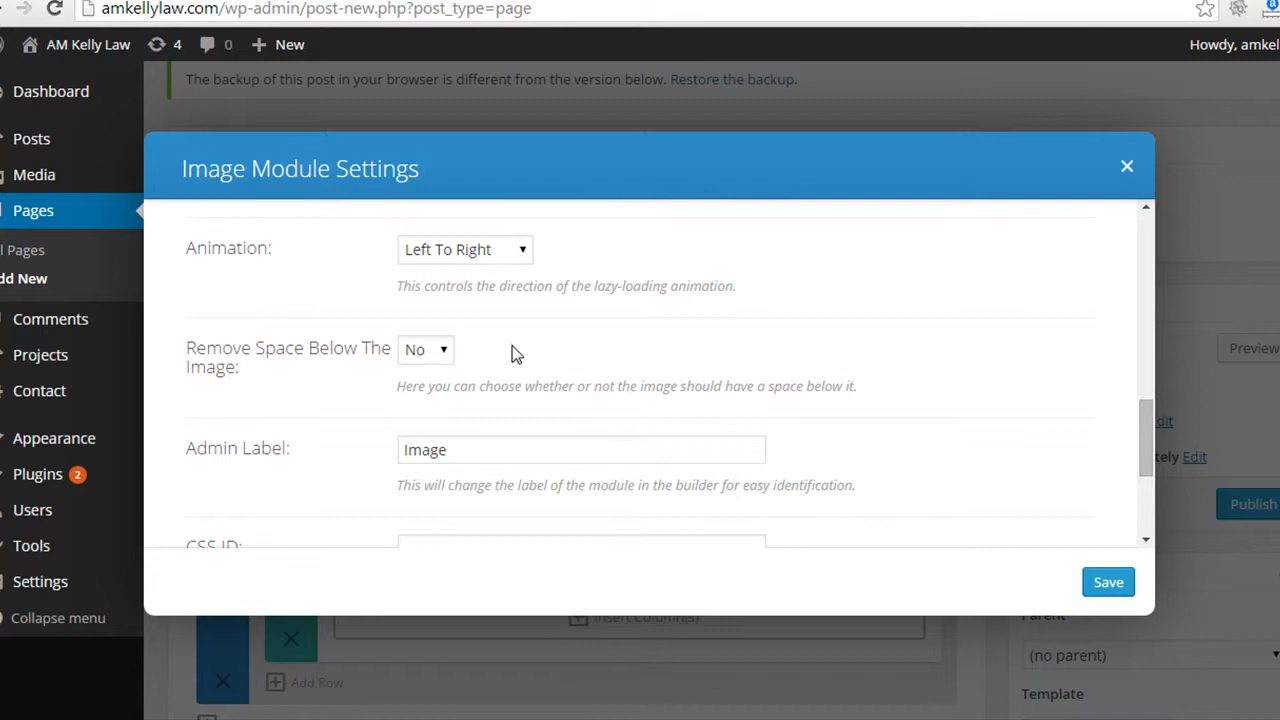 amkellylaw.com/wp-admin/post-new.php?post_type=page
AM Kelly Law 4 0 New Howdy, amkel
The backup of this post in your browser is different from the version below. Restore the backup.
Dashboard
Posts
Media
Pages
l Pages
dd New
Comments
Projects
Contact
Appearance
Plugins 2
Users
Tools
Settings
Collapse menu
Image Module Settings
Animation: Left To Right
This controls the direction of the lazy-loading animation.
Remove Space Below The
Image:
No
Here you can choose whether or not the image should have a space below it.
Admin Label: Image
This will change the label of the module in the builder for easy identification.
CSS ID:
Save
Preview
dit
tely Edit
Publish
Insert Column(s)
Add Row
Parent
(no parent)
Template